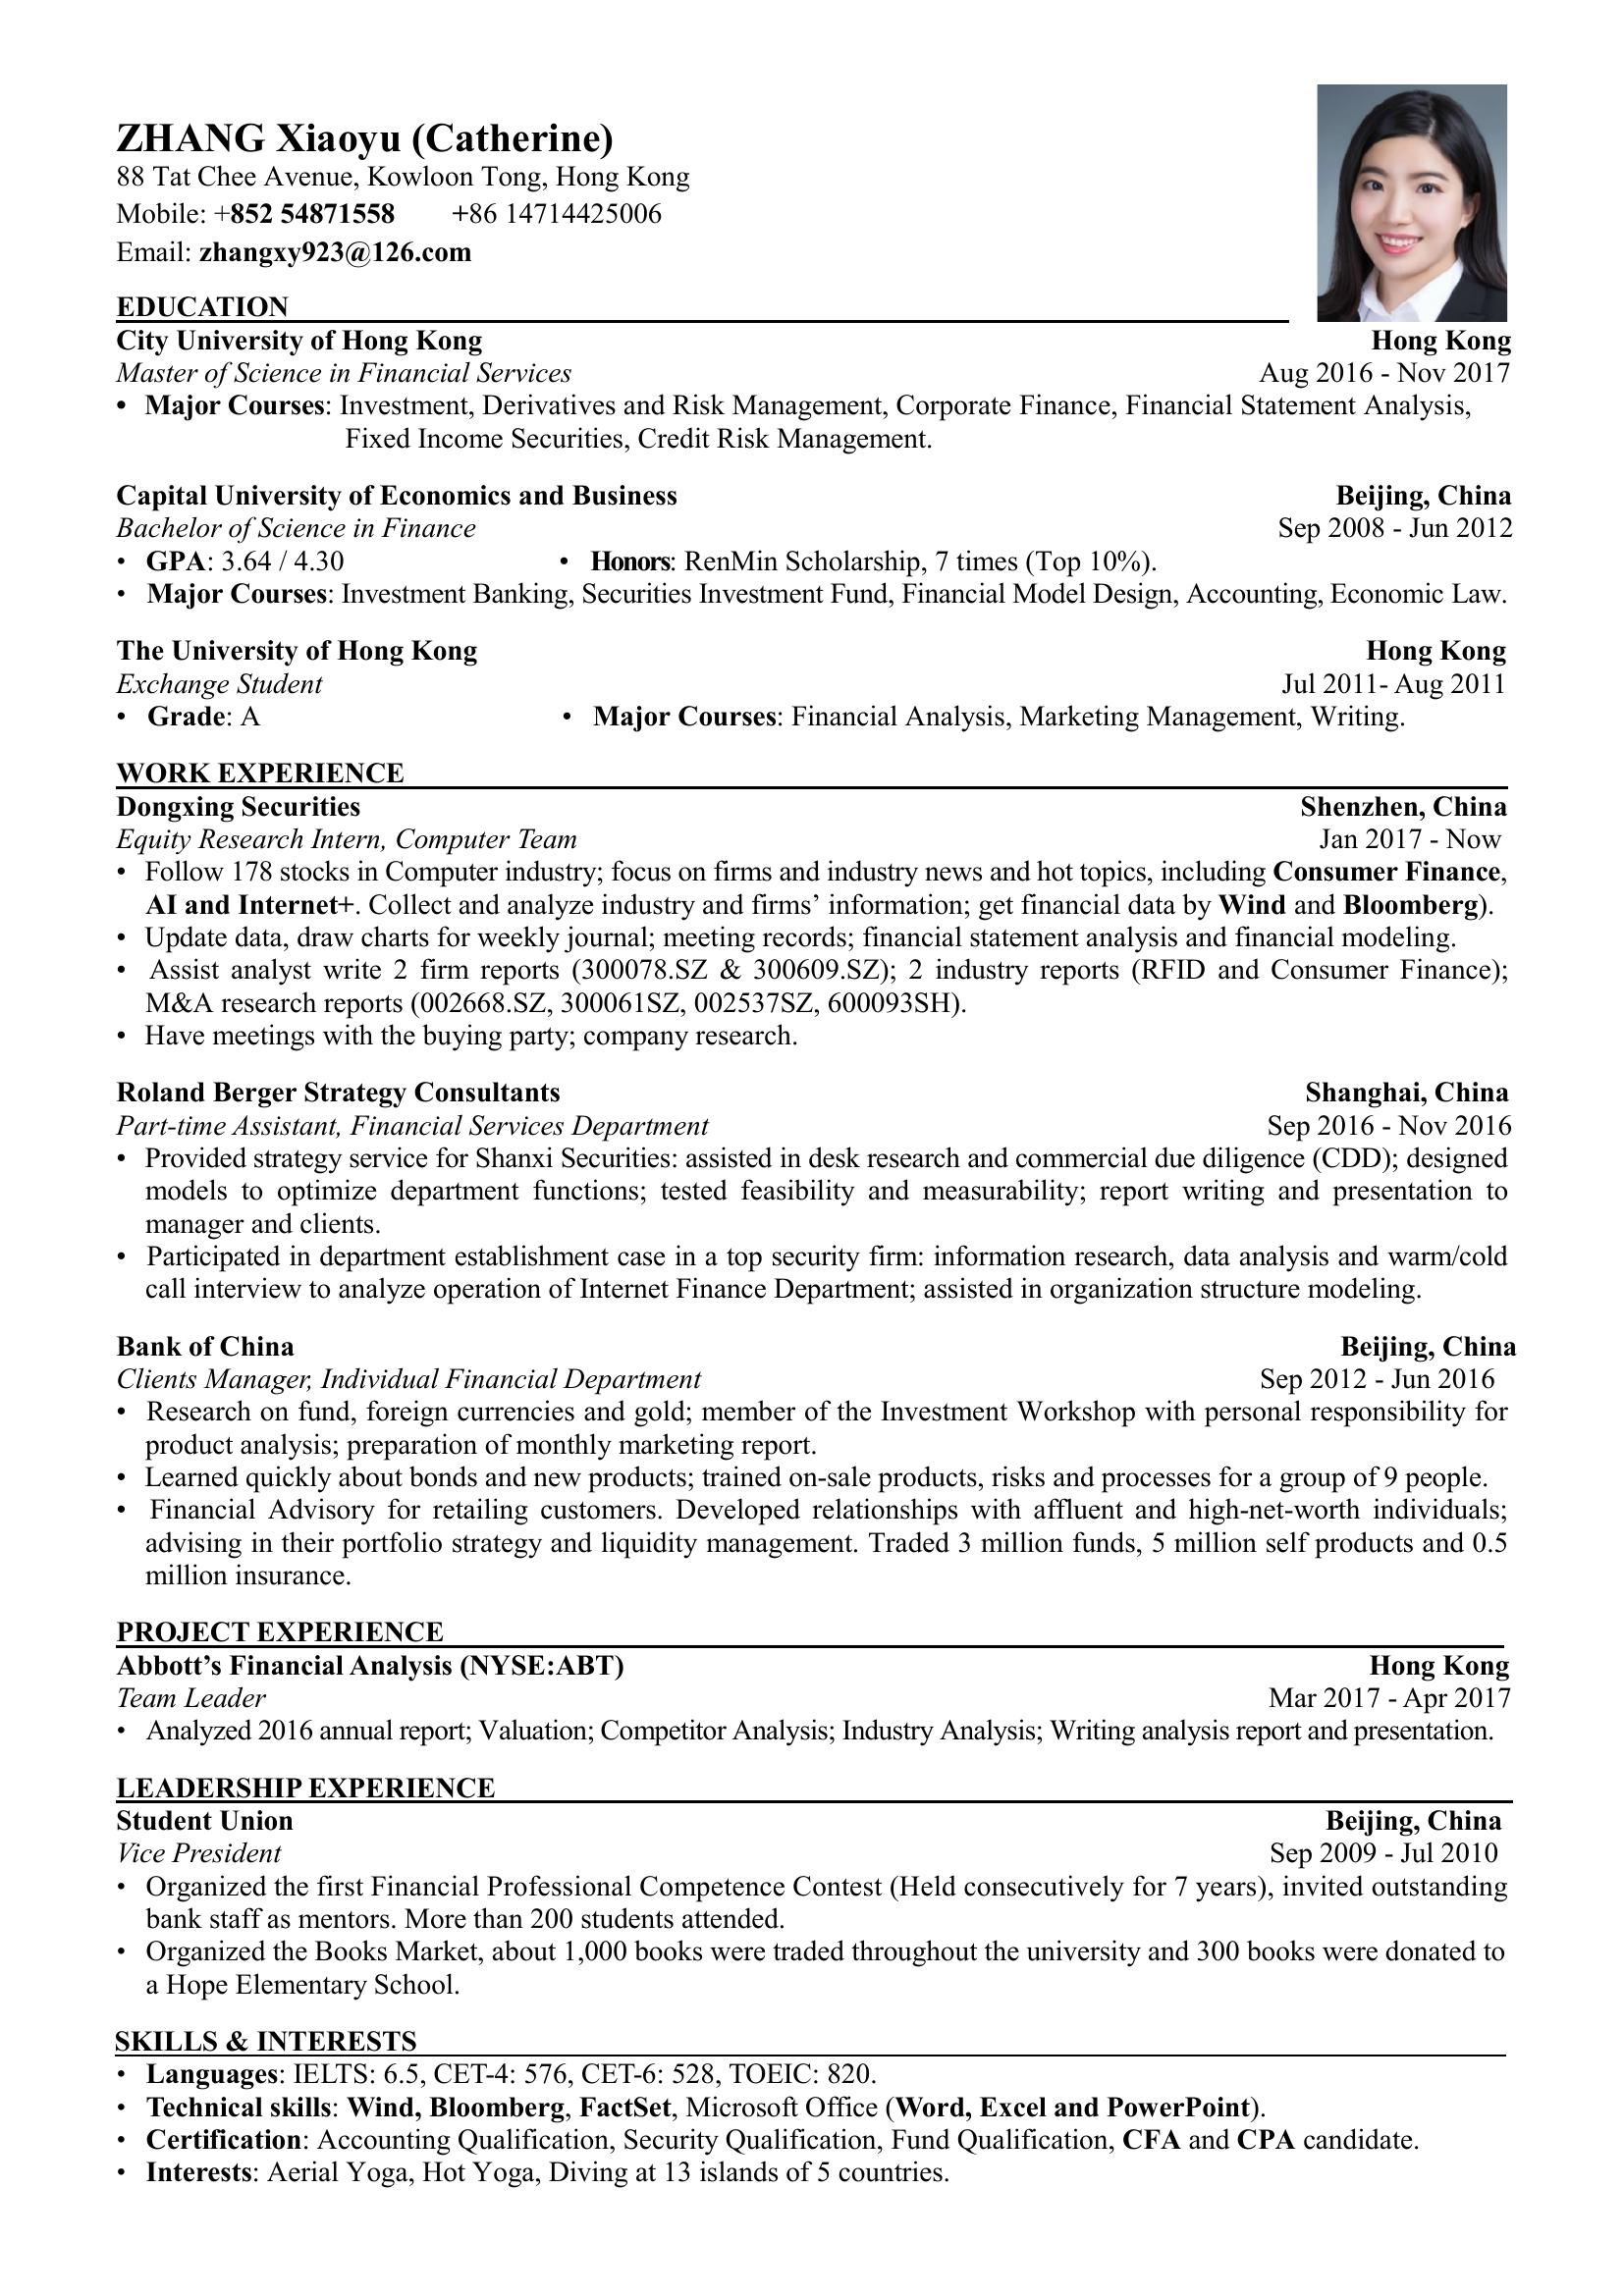 ZHANG Xiaoyu (Catherine)
88 Tat Chee Avenue, Kowloon Tong, Hong Kong
Mobile: +852 54871558 +86 14714425006
Email: zhangxy923@126.com
EDUCATION
City University of Hong Kong Hong Kong
Master of Science in Financial Services Aug 2016 - Nov 2017
• Major Courses: Investment, Derivatives and Risk Management, Corporate Finance, Financial Statement Analysis,
Fixed Income Securities, Credit Risk Management.
Capital University of Economics and Business Beijing, China
Bachelor of Science in Finance Sep 2008 - Jun 2012
• GPA: 3.64 / 4.30 • Honors: RenMin Scholarship, 7 times (Top 10%).
• Major Courses: Investment Banking, Securities Investment Fund, Financial Model Design, Accounting, Economic Law.
The University of Hong Kong Hong Kong
Exchange Student Jul 2011- Aug 2011
• Grade: A • Major Courses: Financial Analysis, Marketing Management, Writing.
WORK EXPERIENCE
Dongxing Securities Shenzhen, China
Equity Research Intern, Computer Team Jan 2017 - Now
• Follow 178 stocks in Computer industry; focus on firms and industry news and hot topics, including Consumer Finance,
AI and Internet+. Collect and analyze industry and firms’ information; get financial data by Wind and Bloomberg).
• Update data, draw charts for weekly journal; meeting records; financial statement analysis and financial modeling.
• Assist analyst write 2 firm reports (300078.SZ & 300609.SZ); 2 industry reports (RFID and Consumer Finance);
M&A research reports (002668.SZ, 300061SZ, 002537SZ, 600093SH).
• Have meetings with the buying party; company research.
Roland Berger Strategy Consultants Shanghai, China
Part-time Assistant, Financial Services Department Sep 2016 - Nov 2016
• Provided strategy service for Shanxi Securities: assisted in desk research and commercial due diligence (CDD); designed
models to optimize department functions; tested feasibility and measurability; report writing and presentation to
manager and clients.
• Participated in department establishment case in a top security firm: information research, data analysis and warm/cold
call interview to analyze operation of Internet Finance Department; assisted in organization structure modeling.
Bank of China Beijing, China
Clients Manager, Individual Financial Department Sep 2012 - Jun 2016
• Research on fund, foreign currencies and gold; member of the Investment Workshop with personal responsibility for
product analysis; preparation of monthly marketing report.
• Learned quickly about bonds and new products; trained on-sale products, risks and processes for a group of 9 people.
• Financial Advisory for retailing customers. Developed relationships with affluent and high-net-worth individuals;
advising in their portfolio strategy and liquidity management. Traded 3 million funds, 5 million self products and 0.5
million insurance.
PROJECT EXPERIENCE
Abbott’s Financial Analysis (NYSE:ABT) Hong Kong
Team Leader Mar 2017 - Apr 2017
• Analyzed 2016 annual report; Valuation; Competitor Analysis; Industry Analysis; Writing analysis report and presentation.
LEADERSHIP EXPERIENCE
Student Union Beijing, China
Vice President Sep 2009 - Jul 2010
• Organized the first Financial Professional Competence Contest (Held consecutively for 7 years), invited outstanding
bank staff as mentors. More than 200 students attended.
• Organized the Books Market, about 1,000 books were traded throughout the university and 300 books were donated to
a Hope Elementary School.
SKILLS & INTERESTS
• Languages: IELTS: 6.5, CET-4: 576, CET-6: 528, TOEIC: 820.
• Technical skills: Wind, Bloomberg, FactSet, Microsoft Office (Word, Excel and PowerPoint).
• Certification: Accounting Qualification, Security Qualification, Fund Qualification, CFA and CPA candidate.
• Interests: Aerial Yoga, Hot Yoga, Diving at 13 islands of 5 countries.